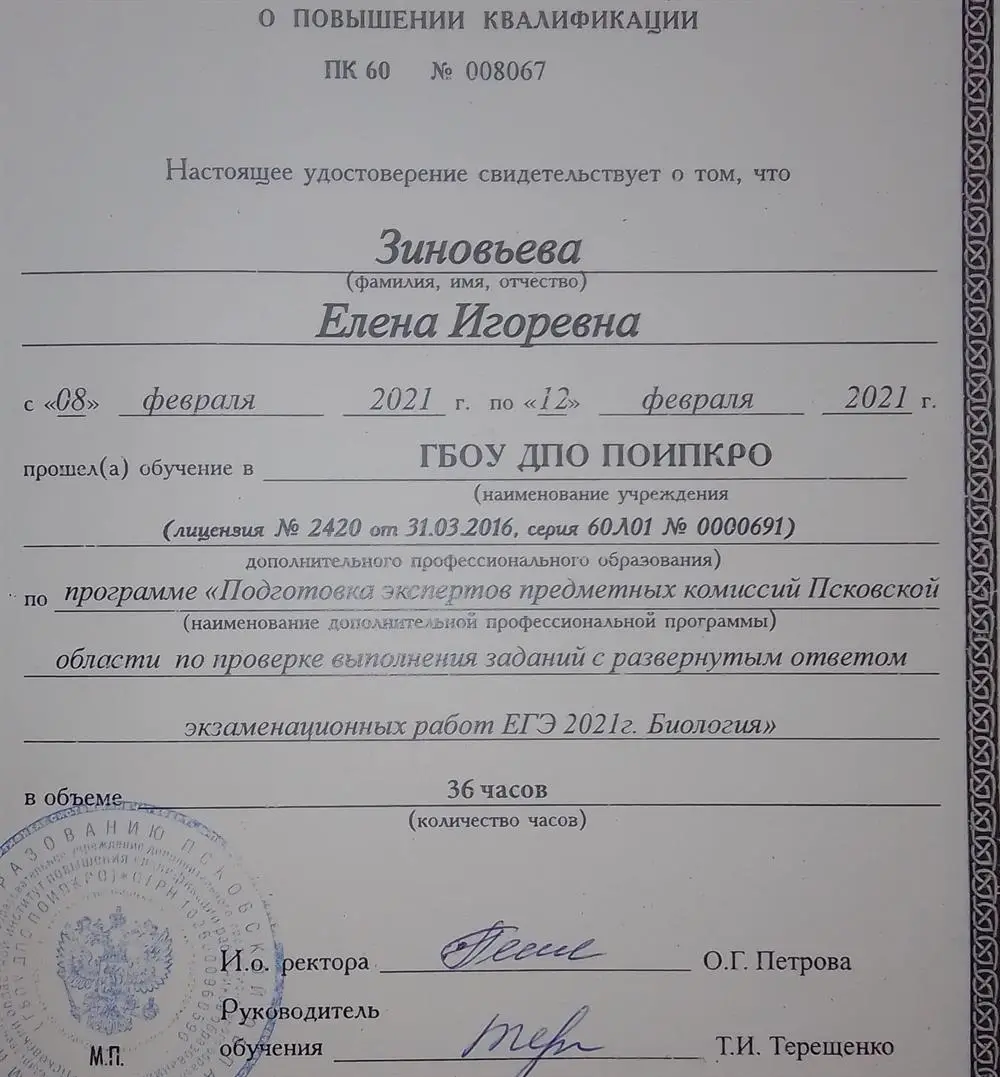 О ПОВЫШЕНИИ КВАЛИФИКАЦИИ
ПК 60 № 008067
Настоящее удостоверение свидетельствует о том, что
Зиновьева
(фамилия, имя, отчество)
Елена Игоревна
с «08» февраля 2021 г. по «12» февраля 2021 г.
прошел(а) обучение в ГБОУ ДПО ПОИПКРО
(наименование учреждения
(лицензия № 2420 от 31.03.2016, серия 60Л01 № 0000691)
дополнительного профессионального образования)
по программе «Подготовка экспертов предметных комиссий Псковской
(наименование дополнительной профессиональной программы)
области по проверке выполнения заданий с развернутым ответом
экзаменационных работ ЕГЭ 2021г. Биология»
в объеме 36 часов
(количество часов)
И.о. ректора О.Г. Петрова
Руководитель
обучения Т.И. Терещенко
М.П.